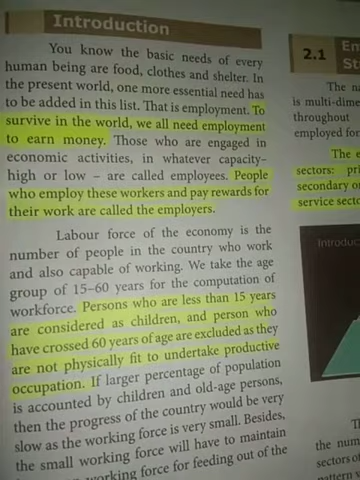 Introduction
You know the basic needs of every
human being are food, clothes and shelter. In
the present world, one more essential need has
to be added in this list. That is employment. To
survive in the world, we all need employment
to earn money. Those who are engaged in
economic activities, in whatever capacity–
high or low – are called employees. People
who employ these workers and pay rewards for
their work are called the employers.
Labour force of the economy is the
number of people in the country who work
and also capable of working. We take the age
group of 15–60 years for the computation of
workforce. Persons who are less than 15 years
are considered as children, and person who
have crossed 60 years of age are excluded as they
are not physically fit to undertake productive
occupation. If larger percentage of population
is accounted by children and old-age persons,
then the progress of the country would be very
slow as the working force is very small. Besides,
the small working force will have to maintain
working force for feeding out of the
2.1
The na
is multi-dime
throughout
employed for
The e
sectors: pri
secondary or
service secto
Introduc
Th
the num
sectors of